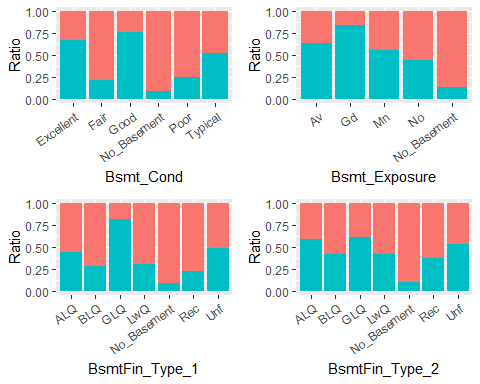 1.00
0.75
0.50
0.25
0.00
Ratio
Excellent
Fair
Good
No_Basement
Poor
Typical
Bsmt_Cond
1.00
0.75
0.50
0.25
0.00
Ratio
Av
Gd
Mn
No
No_Basement
Bsmt_Exposure
1.00
0.75
0.50
0.25
0.00
Ratio
ALQ
BLQ
GLQ
LwQ
No_Basement
Rec
Unf
BsmtFin_Type_1
1.00
0.75
0.50
0.25
0.00
Ratio
ALQ
BLQ
GLQ
LwQ
No_Basement
Rec
Unf
BsmtFin_Type_2